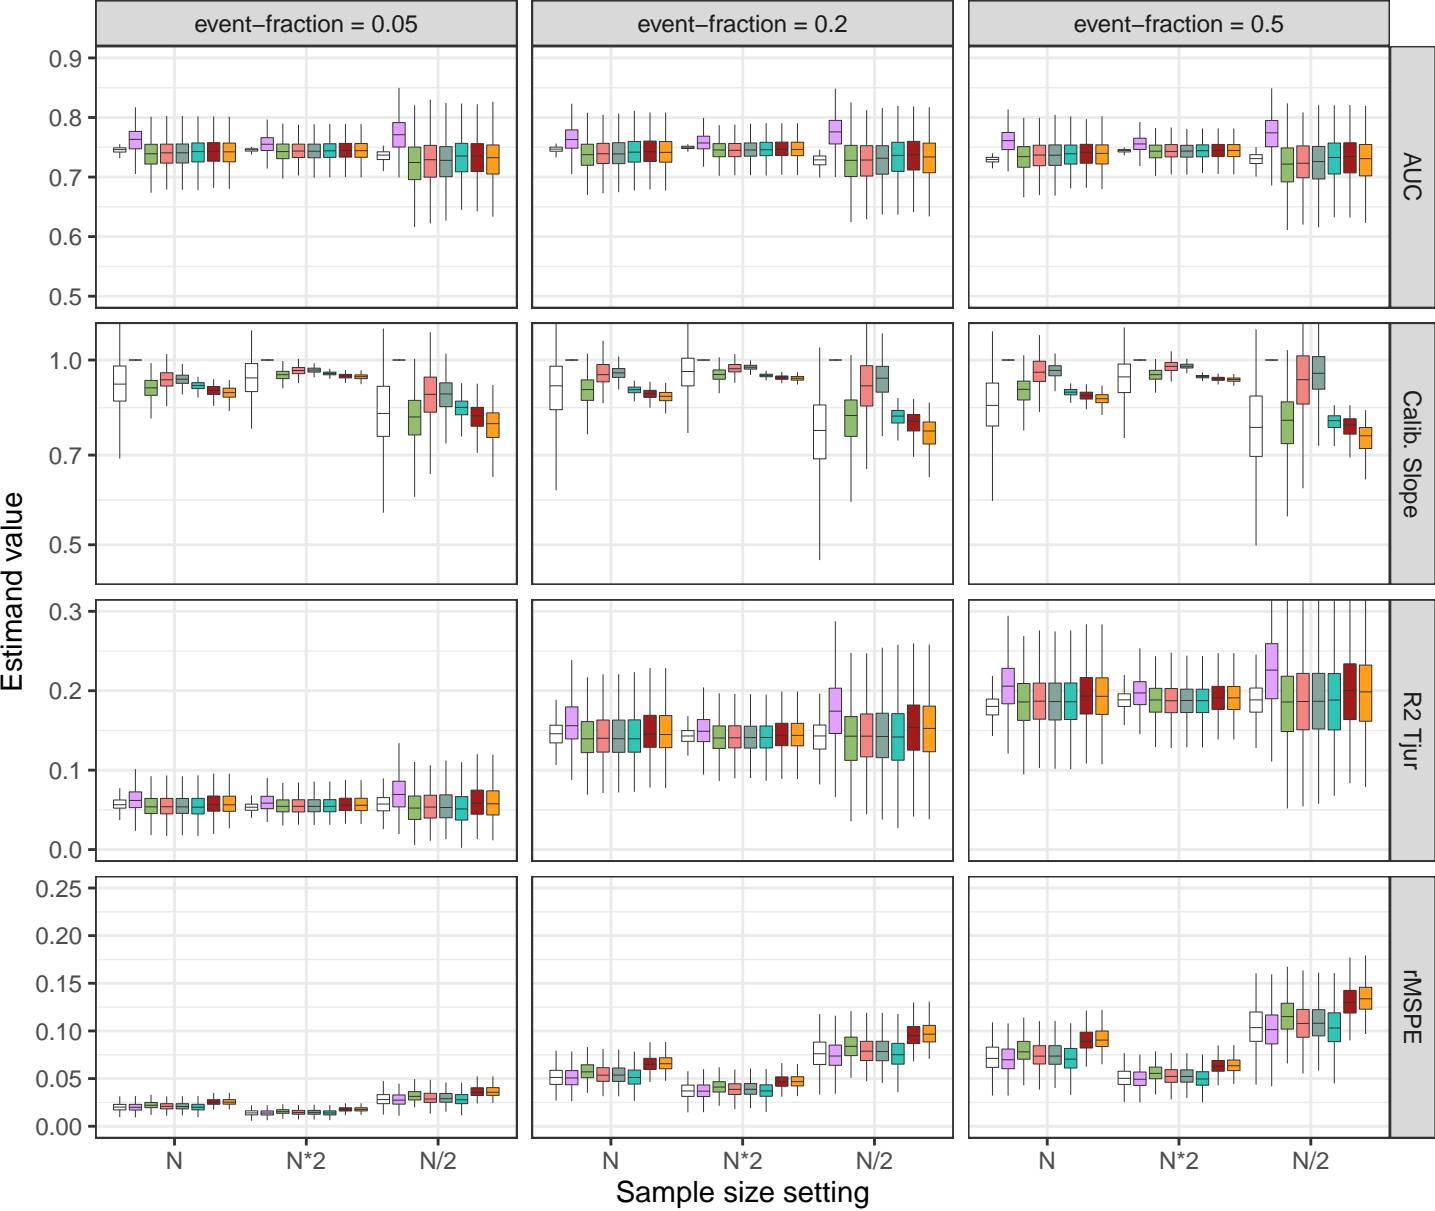 event−fraction = 0.05
event−fraction = 0.2
event−fraction = 0.5
0.9
0.8
0.7
0.6
0.5
AUC
1.0
0.7
0.5
Calib. Slope
0.3
0.2
0.1
0.0
R2 Tjur
0.25
0.20
0.15
0.10
0.05
0.00
rMSPE
Estimand value
N
N*2
N/2
N
N*2
N/2
N
N*2
N/2
Sample size setting